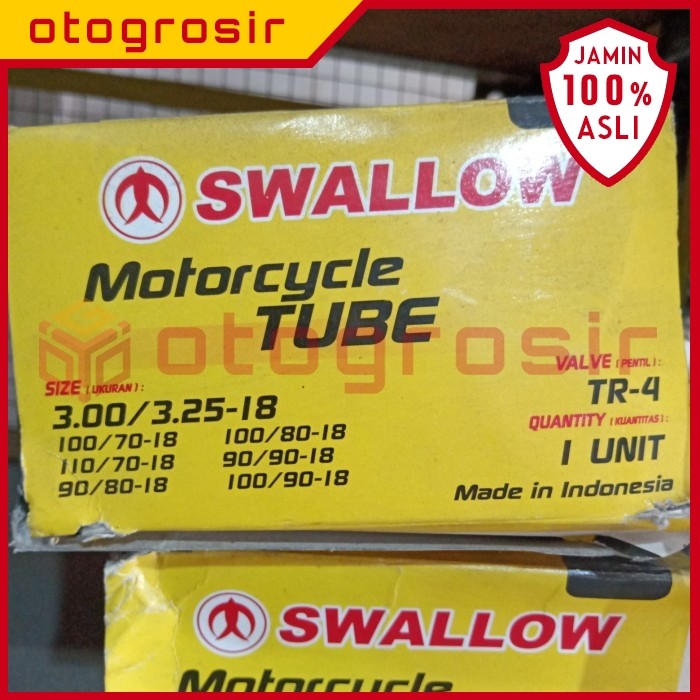 otogrosir
JAMIN
100%
ASLI
SWALLOW
Motorcycle
TUBE
otogrosir
SIZE (UKURAN) :
3.00/3.25-18
100/70-18 100/80-18
110/70-18 90/90-18
90/80-18 100/90-18
VALVE (PENTIL) :
TR-4
QUANTITY (KUANTITAS) :
1 UNIT
Made in Indonesia
SWALLOW
Motorcycle